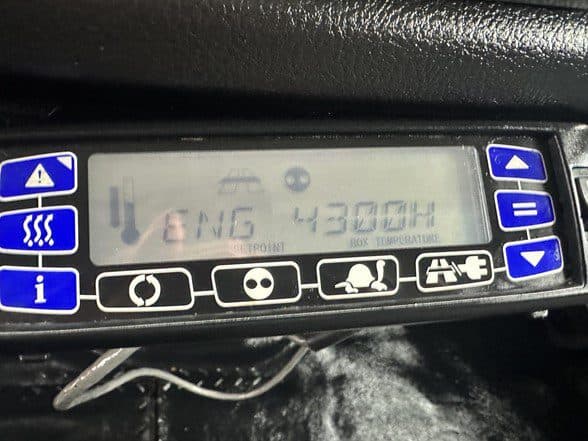 ENG 4300H
SETPOINT BOX TEMPERATURE
i